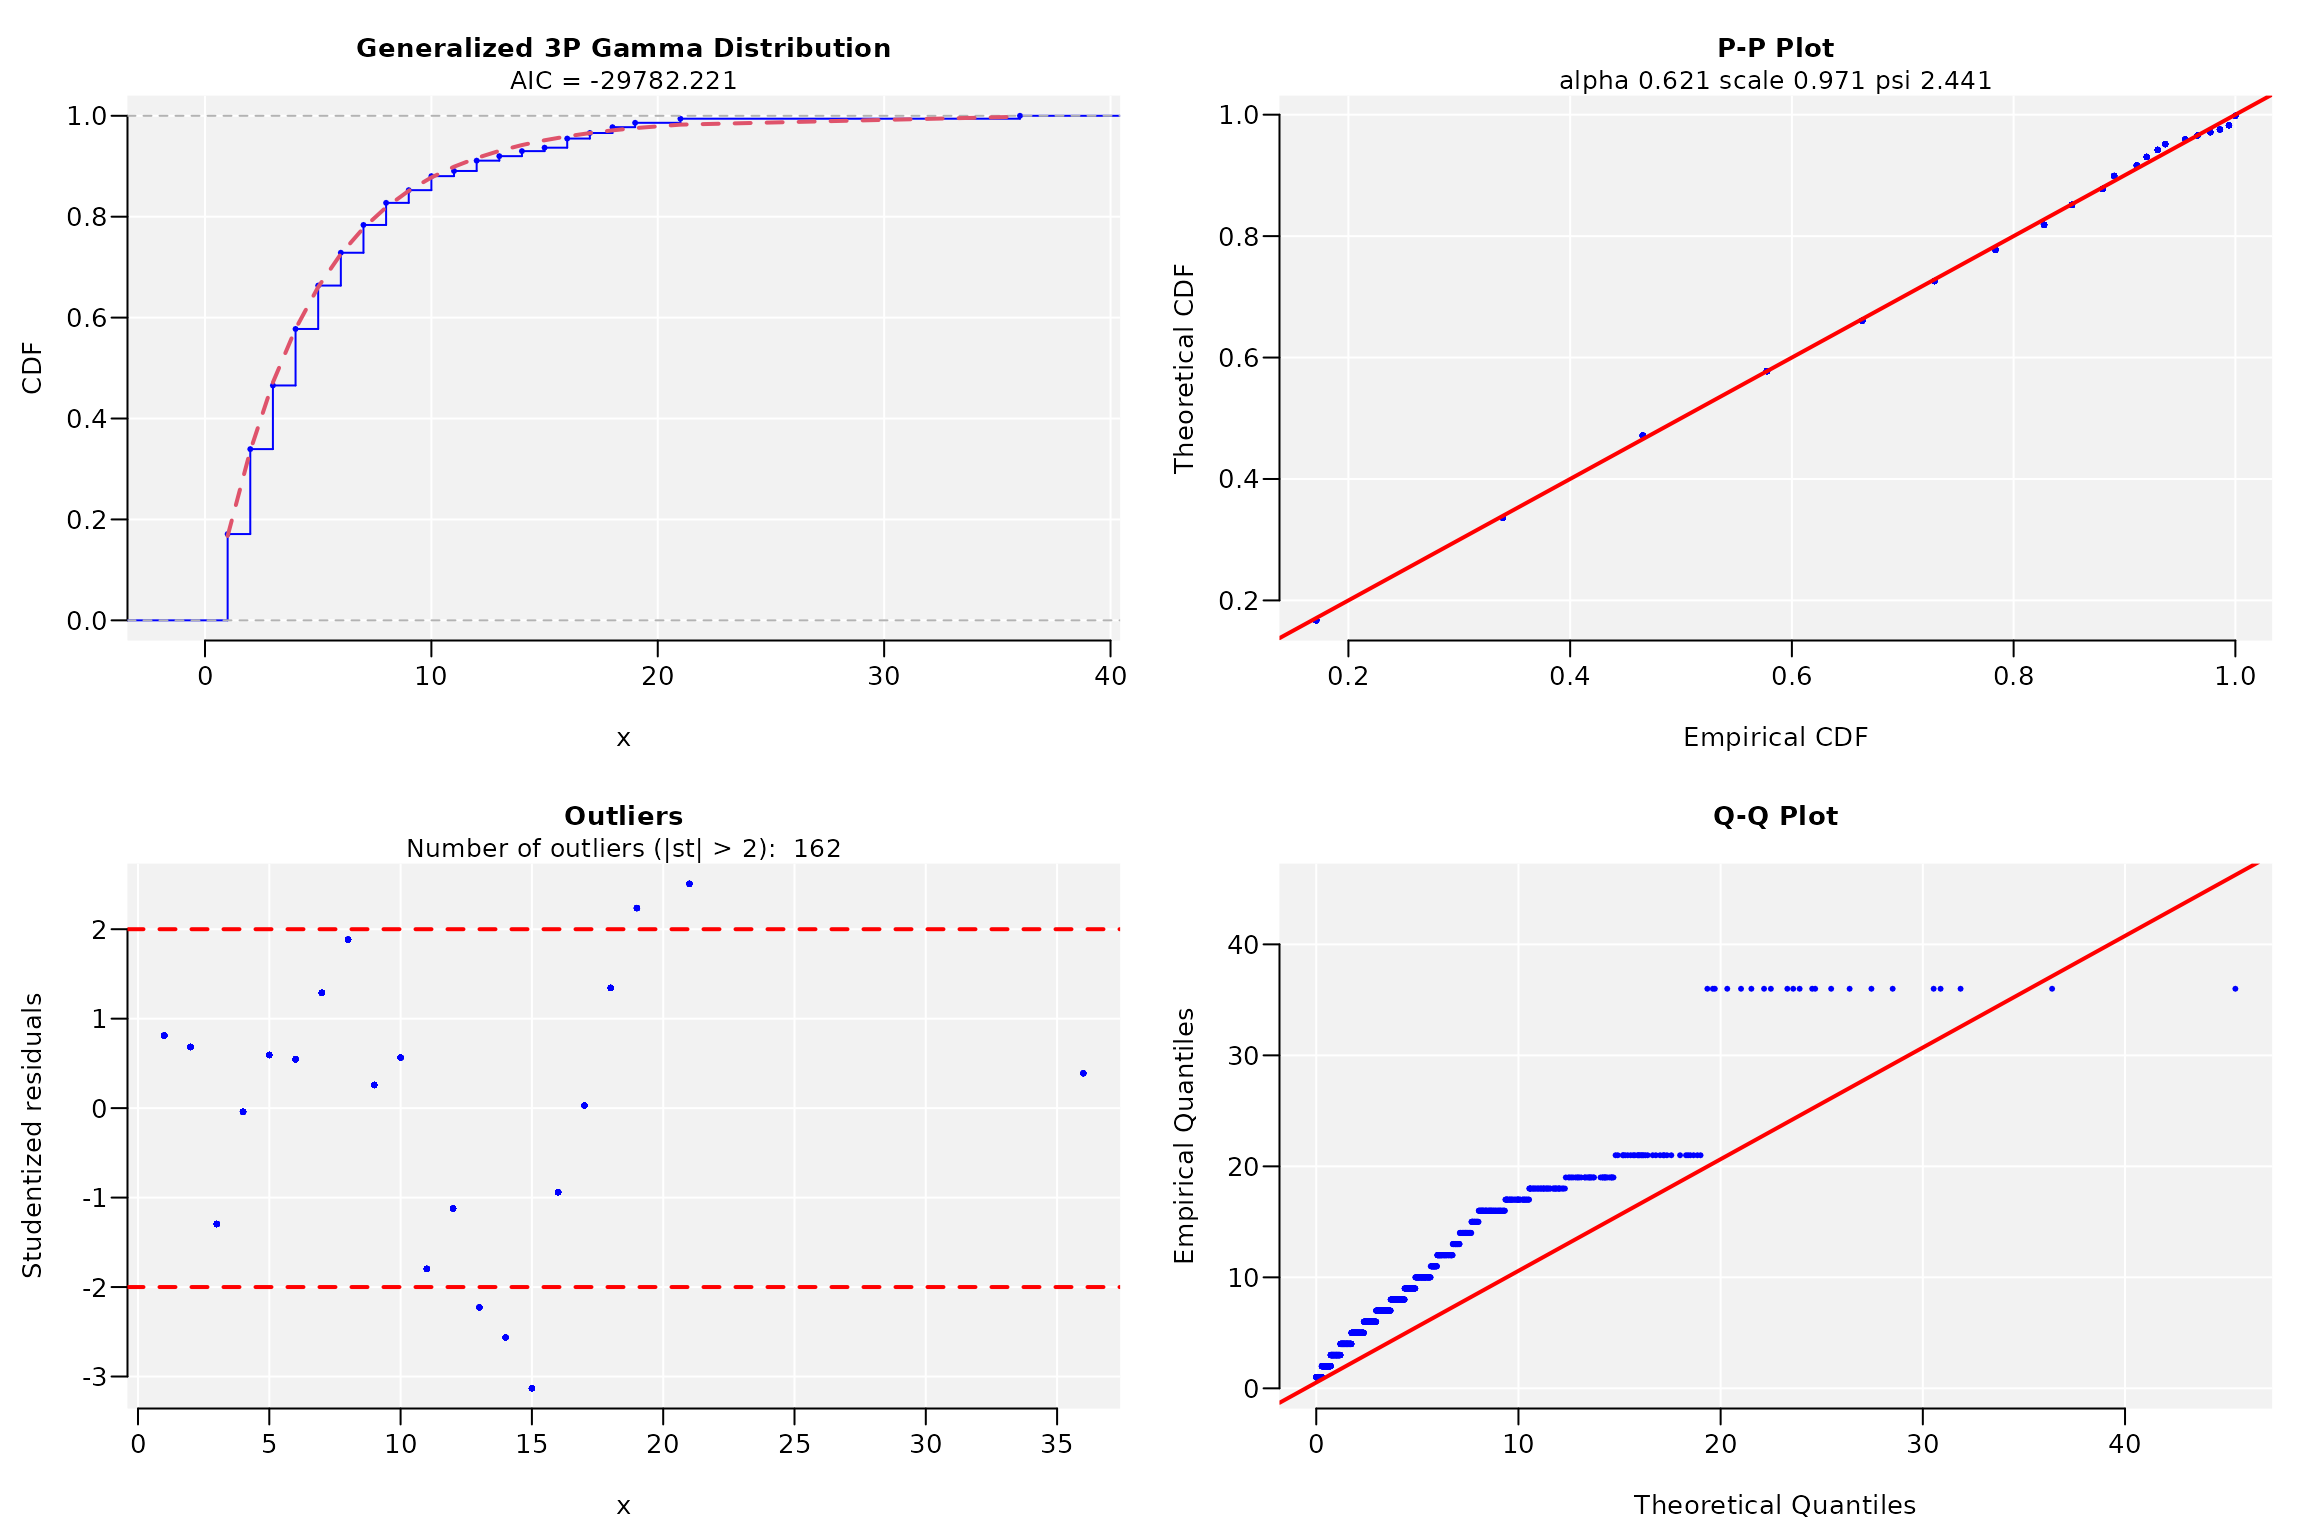 Generalized 3P Gamma Distribution
AIC = -29782.221
CDF
1.0
0.8
0.6
0.4
0.2
0.0
0 10 20 30 40
x
P-P Plot
alpha 0.621 scale 0.971 psi 2.441
Theoretical CDF
1.0
0.8
0.6
0.4
0.2
0.2 0.4 0.6 0.8 1.0
Empirical CDF
Outliers
Number of outliers (|st| > 2):  162
Studentized residuals
2
1
0
-1
-2
-3
0 5 10 15 20 25 30 35
x
Q-Q Plot
Empirical Quantiles
40
30
20
10
0
0 10 20 30 40
Theoretical Quantiles